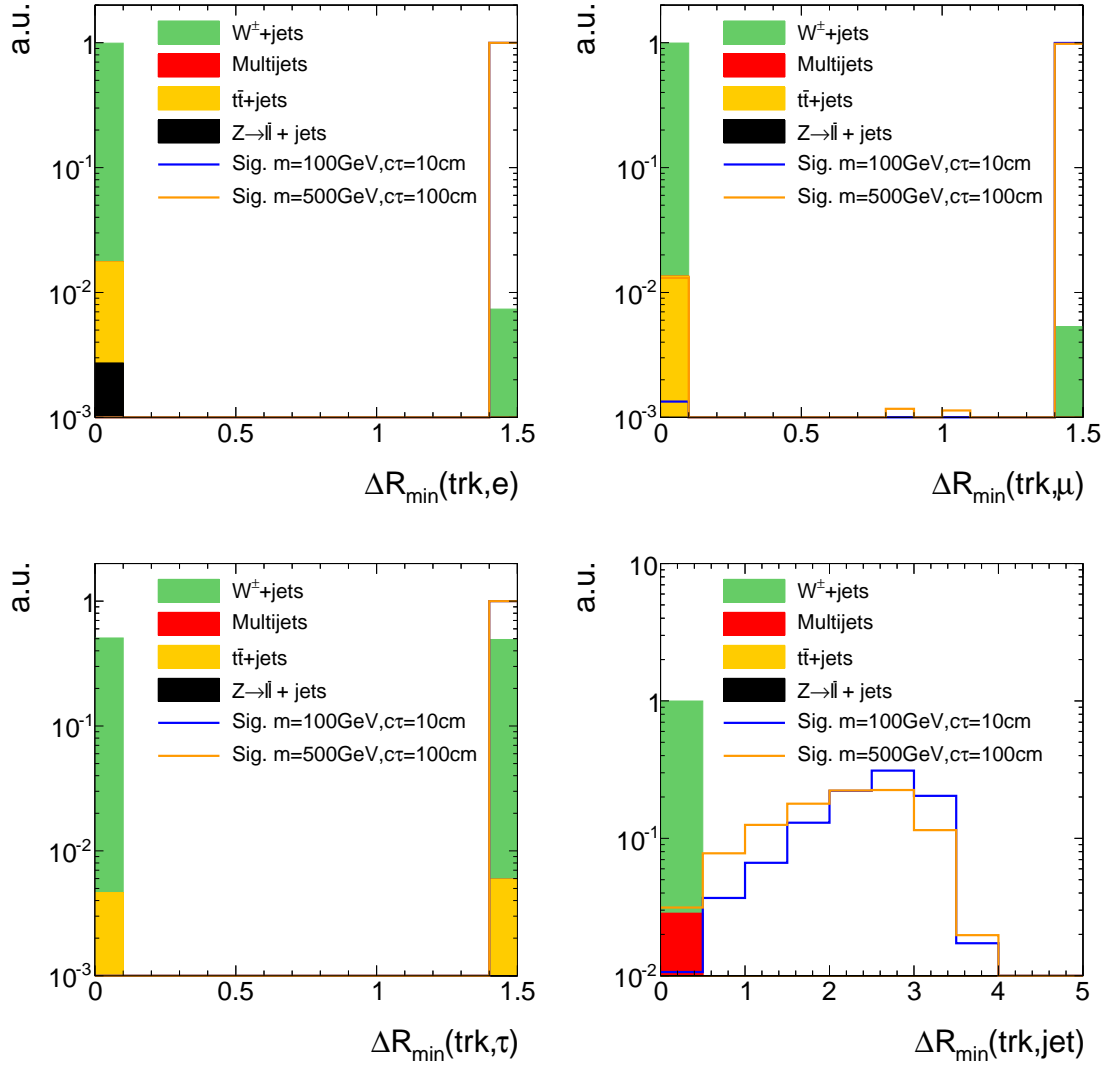 a.u.
1
10⁻¹
10⁻²
10⁻³
0 0.5 1 1.5
W±+jets
Multijets
tt̄+jets
Z→ll̄ + jets
Sig. m=100GeV,cτ=10cm
Sig. m=500GeV,cτ=100cm
ΔR_min(trk,e)
a.u.
1
10⁻¹
10⁻²
10⁻³
0 0.5 1 1.5
W±+jets
Multijets
tt̄+jets
Z→ll̄ + jets
Sig. m=100GeV,cτ=10cm
Sig. m=500GeV,cτ=100cm
ΔR_min(trk,μ)
a.u.
1
10⁻¹
10⁻²
10⁻³
0 0.5 1 1.5
W±+jets
Multijets
tt̄+jets
Z→ll̄ + jets
Sig. m=100GeV,cτ=10cm
Sig. m=500GeV,cτ=100cm
ΔR_min(trk,τ)
a.u.
10
1
10⁻¹
10⁻²
0 1 2 3 4 5
W±+jets
Multijets
tt̄+jets
Z→ll̄ + jets
Sig. m=100GeV,cτ=10cm
Sig. m=500GeV,cτ=100cm
ΔR_min(trk,jet)